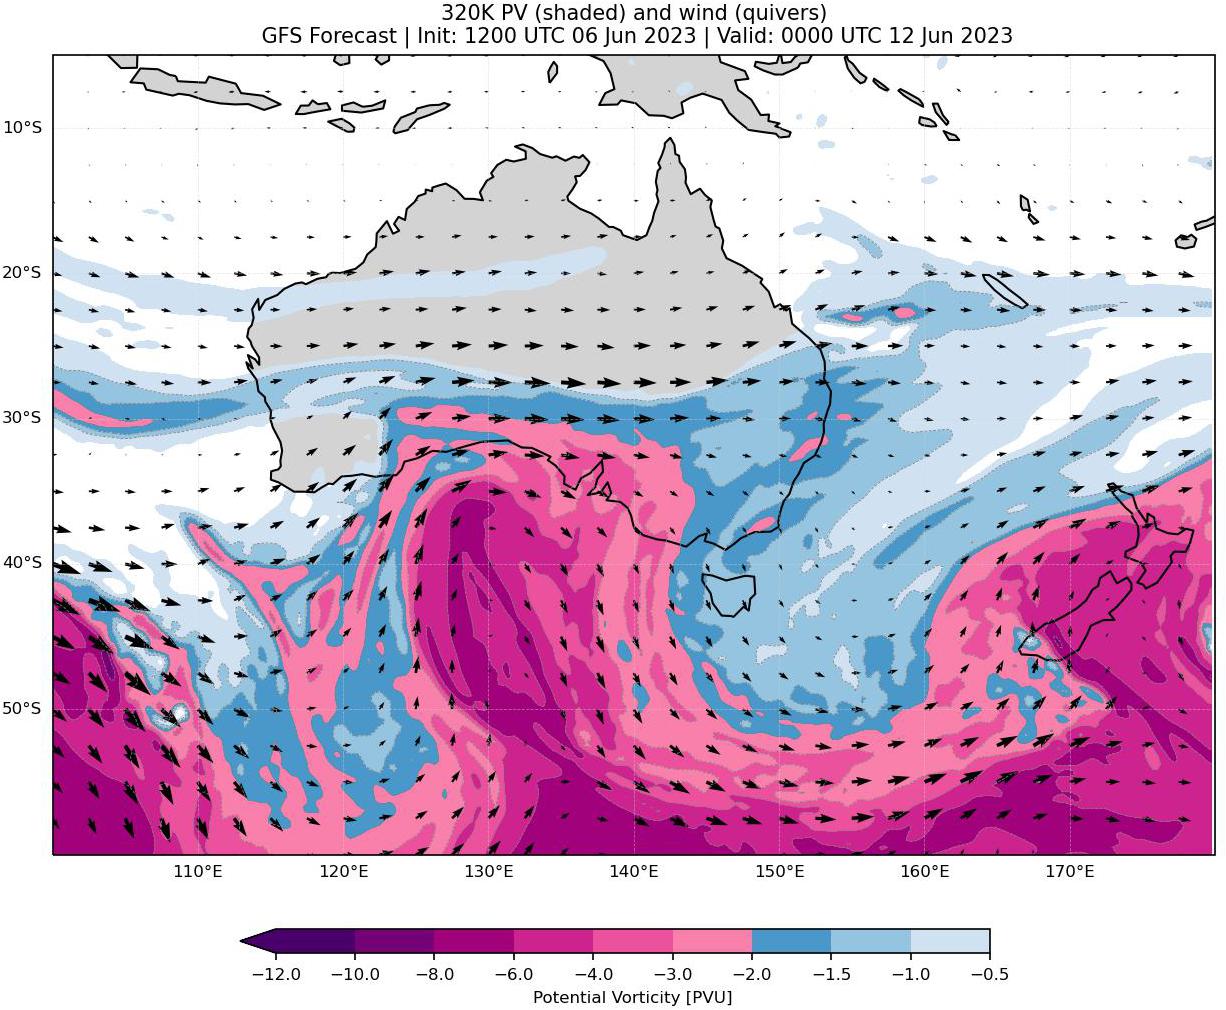 320K PV (shaded) and wind (quivers)
GFS Forecast | Init: 1200 UTC 06 Jun 2023 | Valid: 0000 UTC 12 Jun 2023
10°S
20°S
30°S
40°S
50°S
110°E 120°E 130°E 140°E 150°E 160°E 170°E
−12.0 −10.0 −8.0 −6.0 −4.0 −3.0 −2.0 −1.5 −1.0 −0.5
Potential Vorticity [PVU]